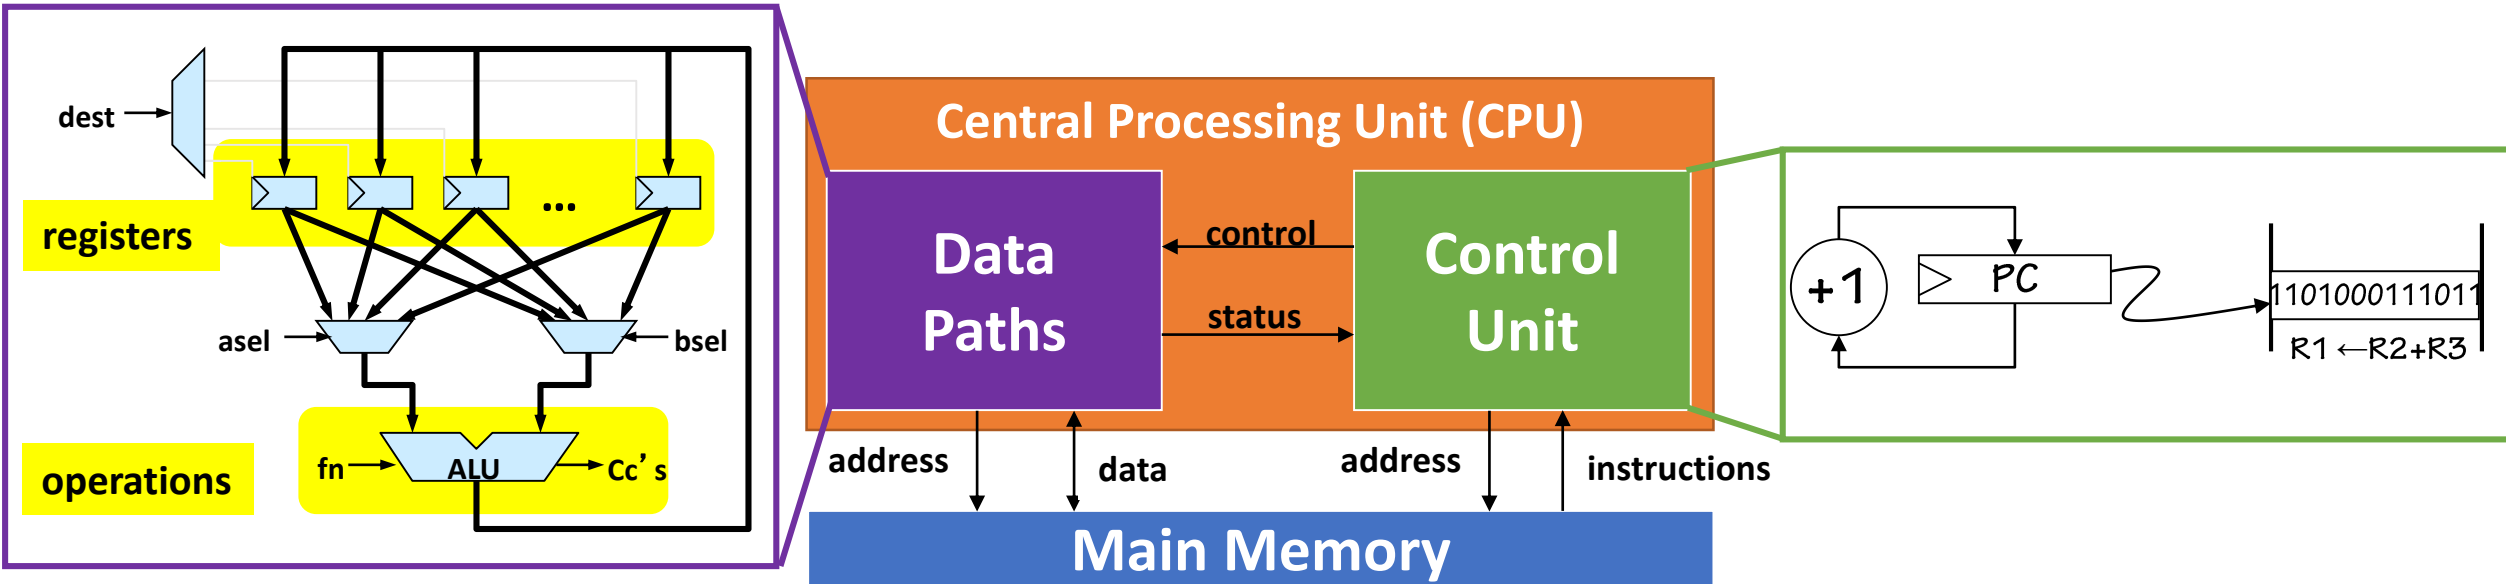 dest
registers
...
asel
bsel
operations
fn
ALU
Cc's
Central Processing Unit (CPU)
Data
Paths
control
status
Control
Unit
address
data
address
instructions
Main Memory
+1
PC
1101000111011
R1 ←R2+R3